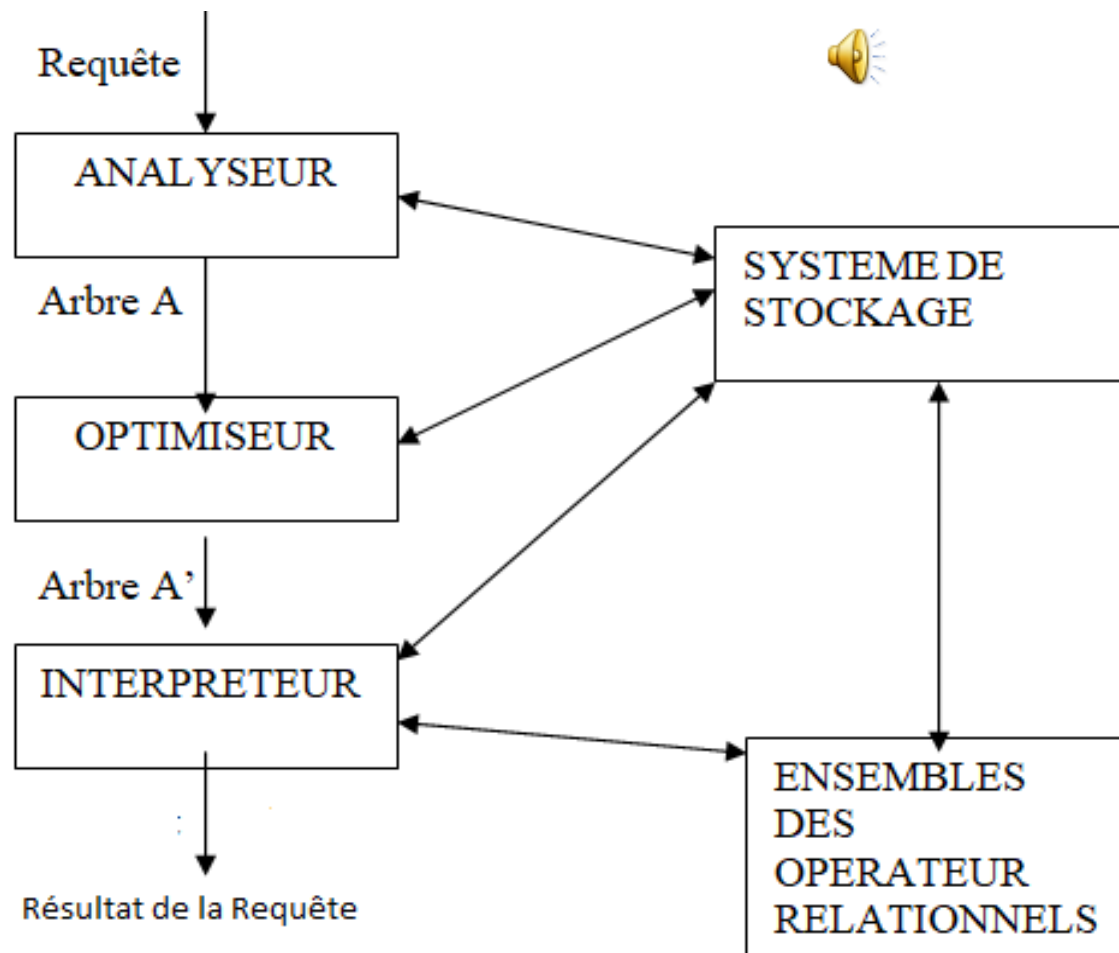 Requête
ANALYSEUR
Arbre A
SYSTEME DE
STOCKAGE
OPTIMISEUR
Arbre A’
INTERPRETEUR
ENSEMBLES
DES
OPERATEUR
RELATIONNELS
Résultat de la Requête